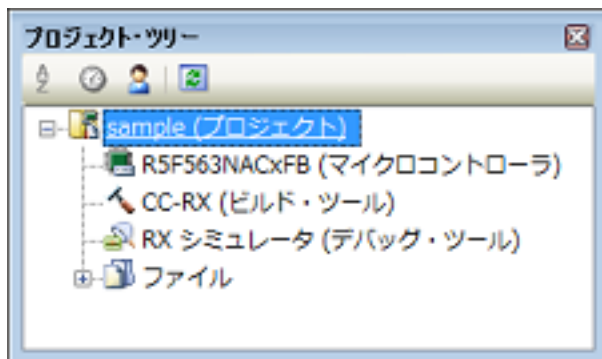 プロジェクト・ツリー
sample (プロジェクト)
R5F563NACxFB (マイクロコントローラ)
CC-RX (ビルド・ツール)
RX シミュレータ (デバッグ・ツール)
ファイル